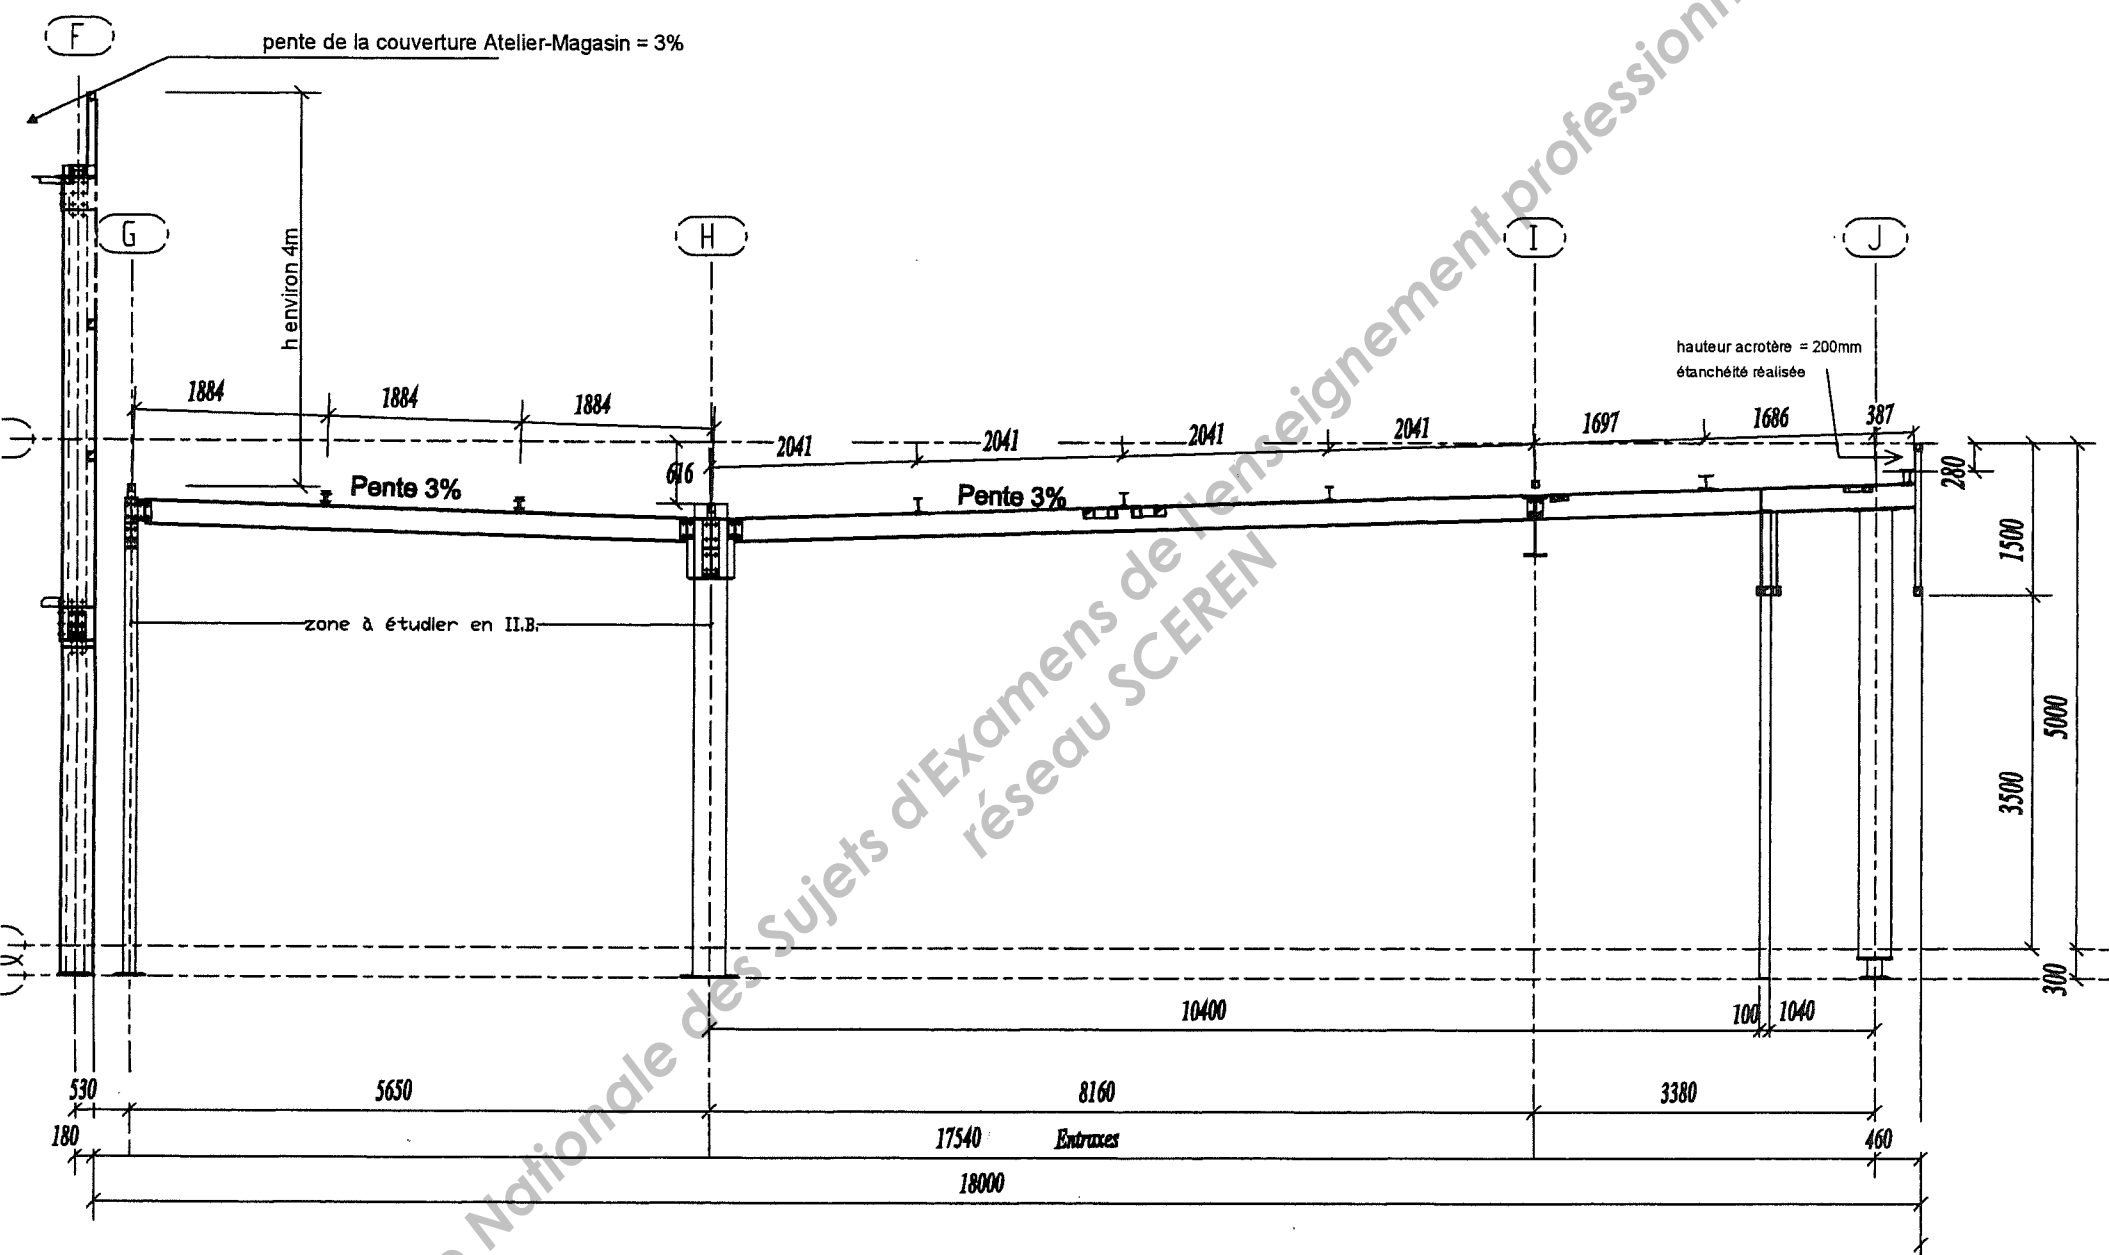 F
pente de la couverture Atelier-Magasin = 3%
G
H
I
J
h environ 4m
hauteur acrotère = 200mm
étanchéité réalisée
1884
1884
1884
2041
2041
2041
2041
1697
1686
387
616
280
Pente 3%
Pente 3%
1500
zone à étudier en II.B.
5000
3500
300
10400
100
1040
530
5650
8160
3380
180
17540
Entraxes
460
18000
Nationale des Sujets d'Examens de l'enseignement
réseau SCEREN